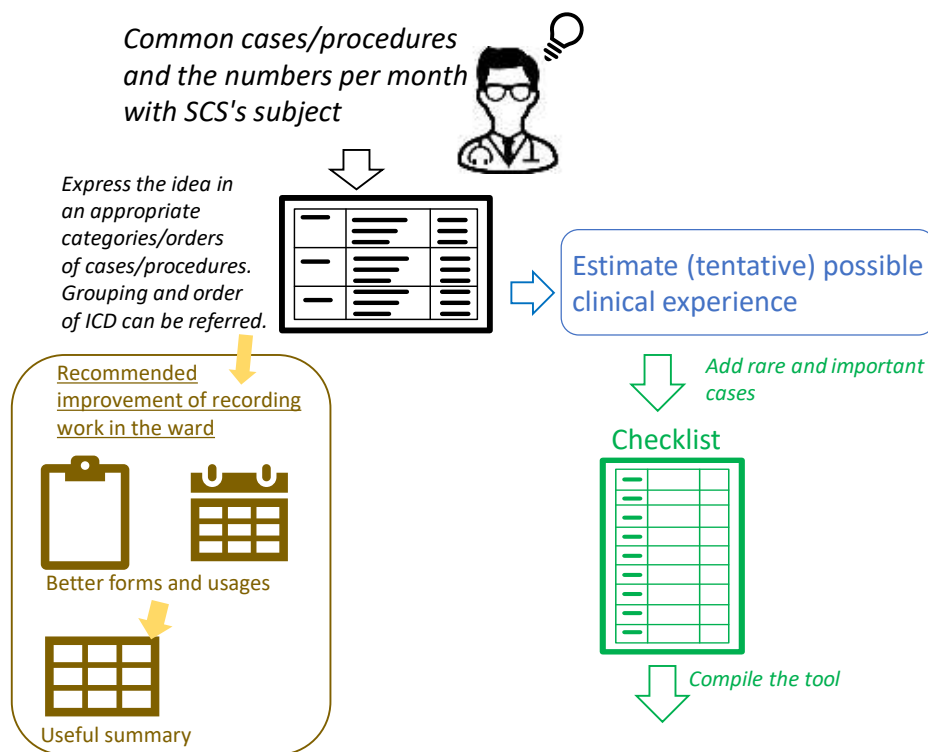 Common cases/procedures
and the numbers per month
with SCS's subject
Express the idea in
an appropriate
categories/orders
of cases/procedures.
Grouping and order
of ICD can be referred.
Estimate (tentative) possible
clinical experience
Recommended
improvement of recording
work in the ward
Add rare and important
cases
Checklist
Better forms and usages
Compile the tool
Useful summary